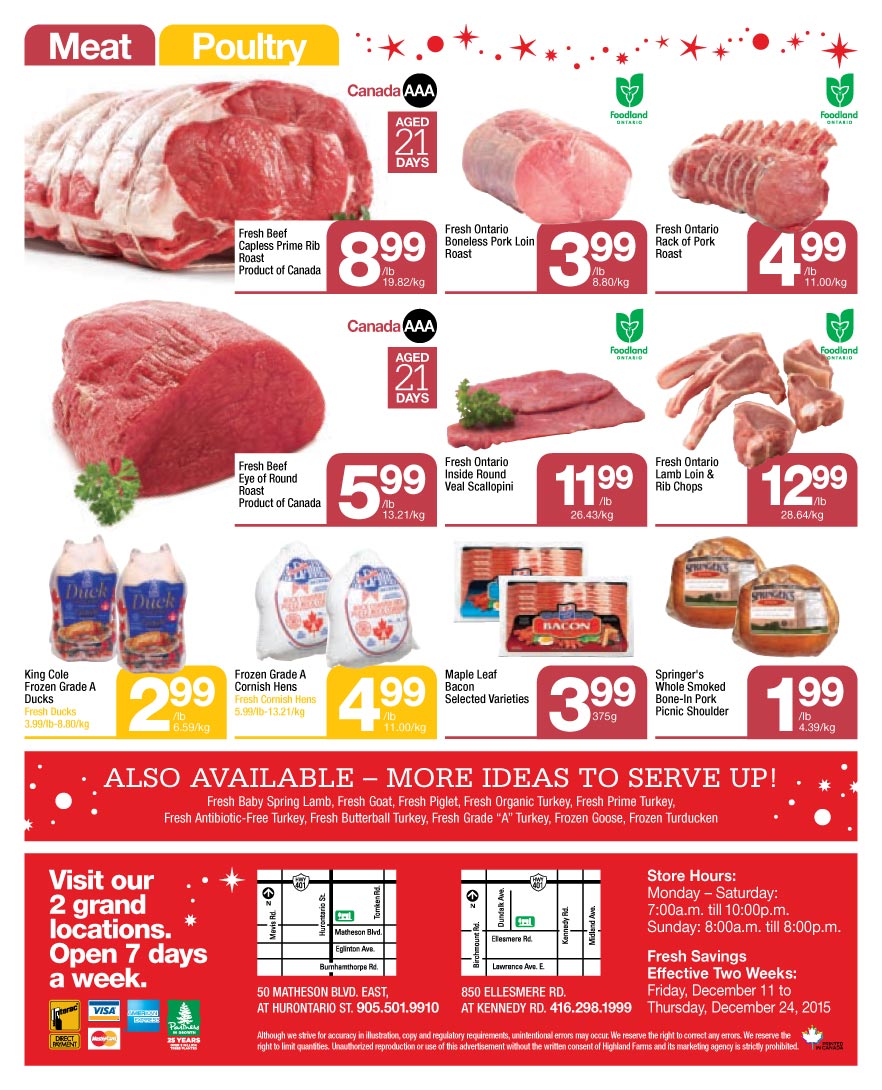 Meat
Poultry
Canada AAA
AGED
21
DAYS
Fresh Beef
Capless Prime Rib
Roast
Product of Canada
8.99
/lb
19.82/kg
Foodland
ONTARIO
Fresh Ontario
Boneless Pork Loin
Roast
3.99
/lb
8.80/kg
Foodland
ONTARIO
Fresh Ontario
Rack of Pork
Roast
4.99
/lb
11.00/kg
Canada AAA
AGED
21
DAYS
Fresh Beef
Eye of Round
Roast
Product of Canada
5.99
/lb
13.21/kg
Foodland
ONTARIO
Fresh Ontario
Inside Round
Veal Scallopini
11.99
/lb
26.43/kg
Foodland
ONTARIO
Fresh Ontario
Lamb Loin &
Rib Chops
12.99
/lb
28.64/kg
Duck
Duck
King Cole
Frozen Grade A
Ducks
Fresh Ducks
3.99/lb-8.80/kg
2.99
/lb
6.59/kg
Frozen Grade A
Cornish Hens
Fresh Cornish Hens
5.99/lb-13.21/kg
4.99
/lb
11.00/kg
BACON
Maple Leaf
Bacon
Selected Varieties
3.99
375g
SPRINGER'S
SPRINGER'S
Springer's
Whole Smoked
Bone-In Pork
Picnic Shoulder
1.99
/lb
4.39/kg
ALSO AVAILABLE – MORE IDEAS TO SERVE UP!
Fresh Baby Spring Lamb, Fresh Goat, Fresh Piglet, Fresh Organic Turkey, Fresh Prime Turkey,
Fresh Antibiotic-Free Turkey, Fresh Butterball Turkey, Fresh Grade “A” Turkey, Frozen Goose, Frozen Turducken
Visit our
2 grand
locations.
Open 7 days
a week.
Interac
DIRECT
PAYMENT
VISA
MasterCard
AMERICAN
EXPRESS
Partners
IN GROWTH
25 YEARS
HWY
401
N
Mavis Rd.
Hurontario St.
Tomken Rd.
Matheson Blvd.
Eglinton Ave.
Burnhamthorpe Rd.
50 MATHESON BLVD. EAST,
AT HURONTARIO ST. 905.501.9910
HWY
401
N
Birchmount Rd.
Dundalk Ave.
Kennedy Rd.
Midland Ave.
Ellesmere Rd.
Lawrence Ave. E.
850 ELLESMERE RD.
AT KENNEDY RD. 416.298.1999
Store Hours:
Monday – Saturday:
7:00a.m. till 10:00p.m.
Sunday: 8:00a.m. till 8:00p.m.
Fresh Savings
Effective Two Weeks:
Friday, December 11 to
Thursday, December 24, 2015
Although we strive for accuracy in illustration, copy and regulatory requirements, unintentional errors may occur. We reserve the right to correct any errors. We reserve the
right to limit quantities. Unauthorized reproduction or use of this advertisement without the written consent of Highland Farms and its marketing agency is strictly prohibited.
PRINTED
IN CANADA